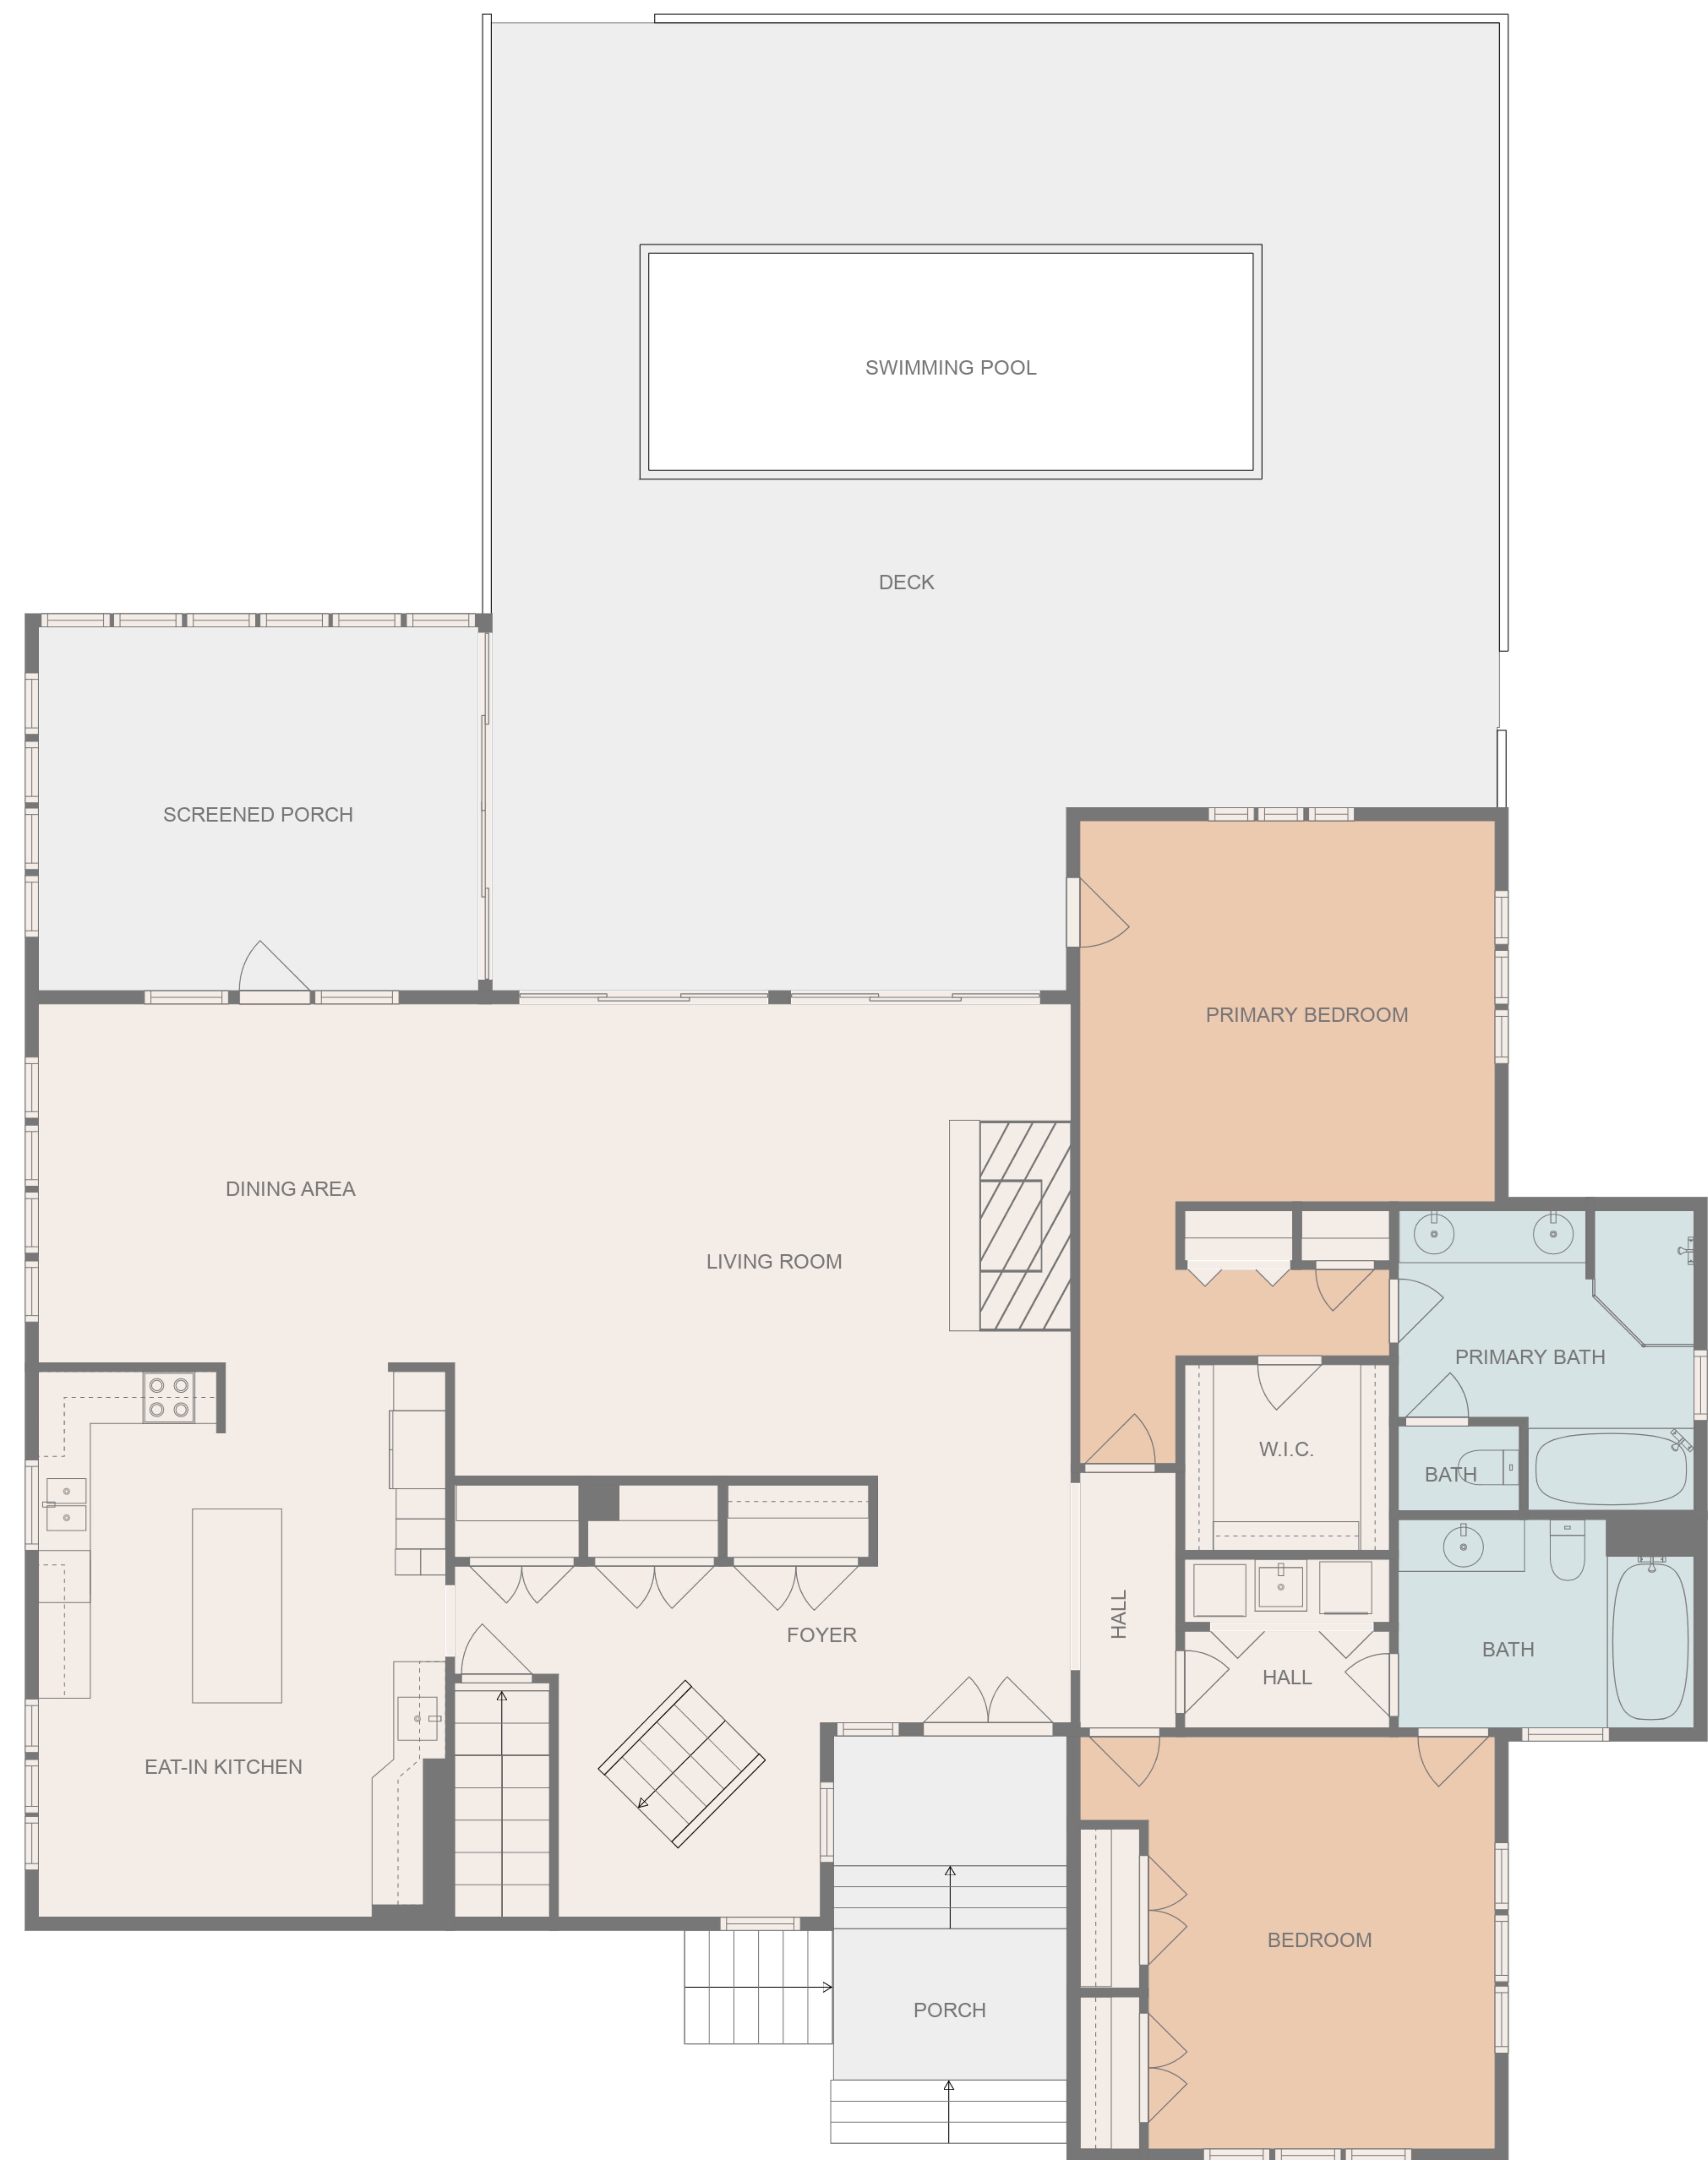 SWIMMING POOL
DECK
SCREENED PORCH
PRIMARY BEDROOM
DINING AREA
LIVING ROOM
PRIMARY BATH
W.I.C.
BATH
HALL
FOYER
BATH
HALL
EAT-IN KITCHEN
BEDROOM
PORCH